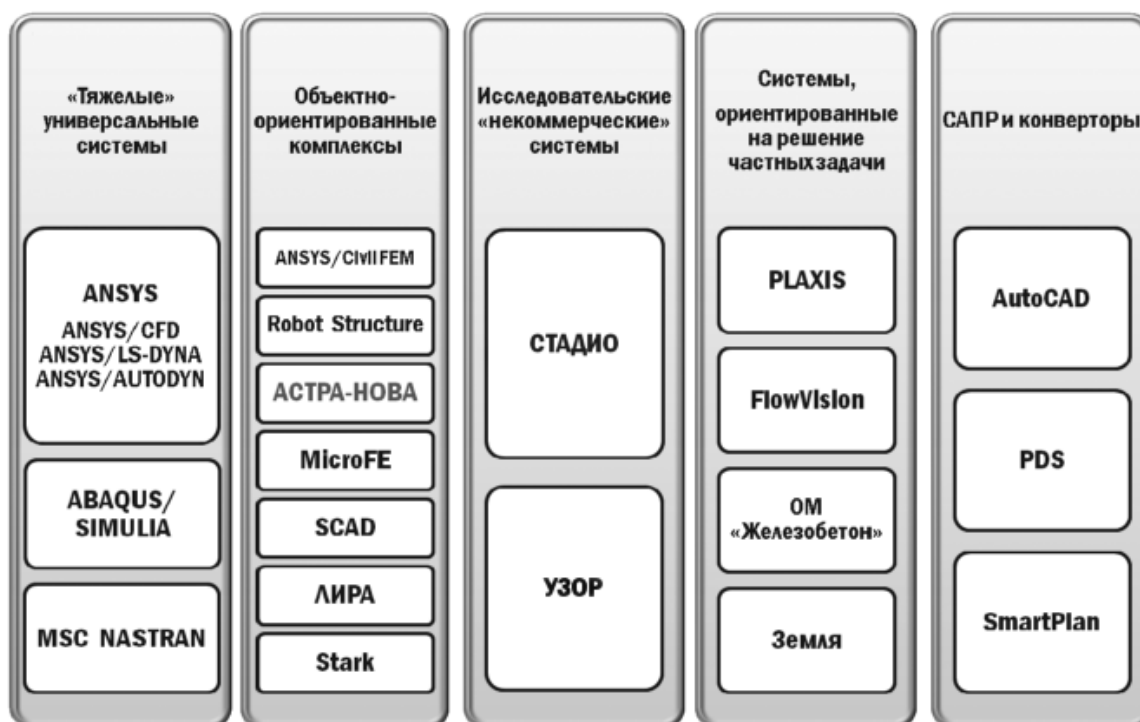 «Тяжелые»
универсальные
системы
ANSYS
ANSYS/CFD
ANSYS/LS-DYNA
ANSYS/AUTODYN
ABAQUS/
SIMULIA
MSC NASTRAN
Объектно-
ориентированные
комплексы
ANSYS/CivilFEM
Robot Structure
АСТРА-НОВА
MicroFE
SCAD
ЛИРА
Stark
Исследовательские
«некоммерческие»
системы
СТАДИО
УЗОР
Системы,
ориентированные
на решение
частных задачи
PLAXIS
FlowVision
ОМ
«Железобетон»
Земля
САПР и конверторы
AutoCAD
PDS
SmartPlan